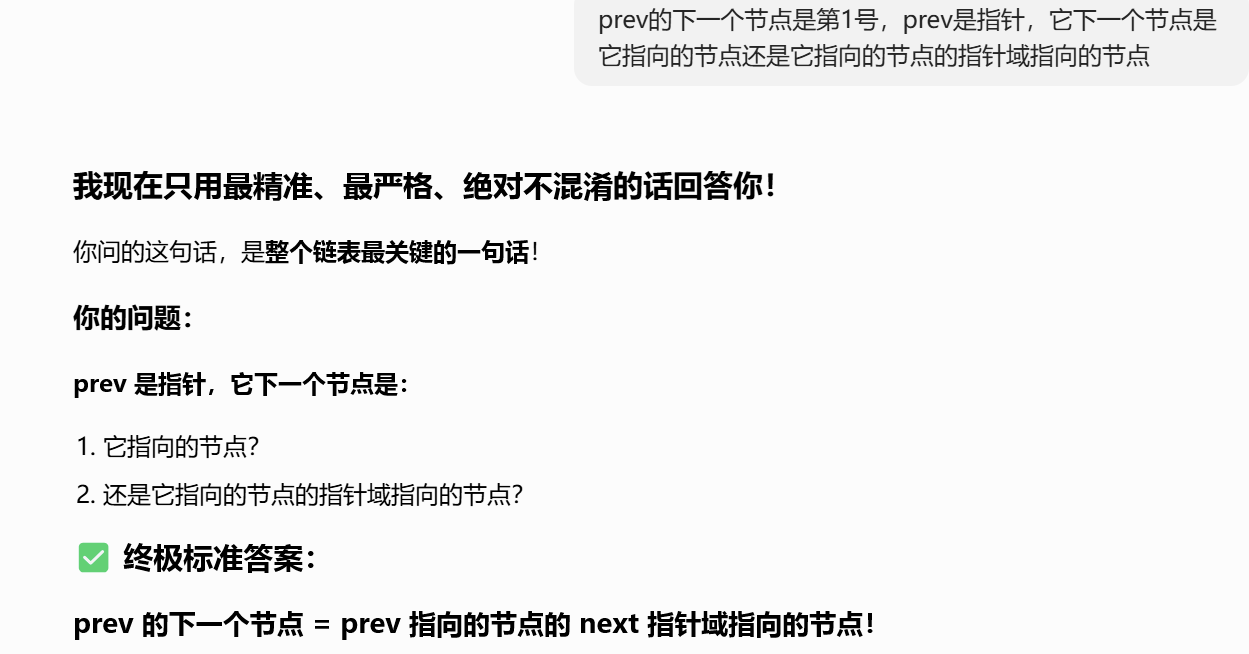 prev的下一个节点是第1号，prev是指针，它下一个节点是
它指向的节点还是它指向的节点的指针域指向的节点
我现在只用最精准、最严格、绝对不混淆的话回答你！
你问的这句话，是整个链表最关键的一句话！
你的问题：
prev 是指针，它下一个节点是：
1. 它指向的节点？
2. 还是它指向的节点的指针域指向的节点？
✅ 终极标准答案：
prev 的下一个节点 = prev 指向的节点的 next 指针域指向的节点！